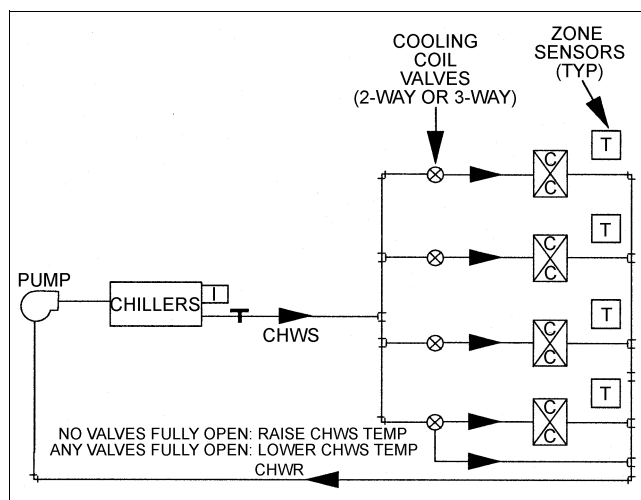 COOLING
COIL
VALVES
(2-WAY OR 3-WAY)
ZONE
SENSORS
(TYP)
T
C
C
T
C
C
PUMP
CHILLERS
I
T
CHWS
T
C
C
T
C
C
NO VALVES FULLY OPEN: RAISE CHWS TEMP
ANY VALVES FULLY OPEN: LOWER CHWS TEMP
CHWR